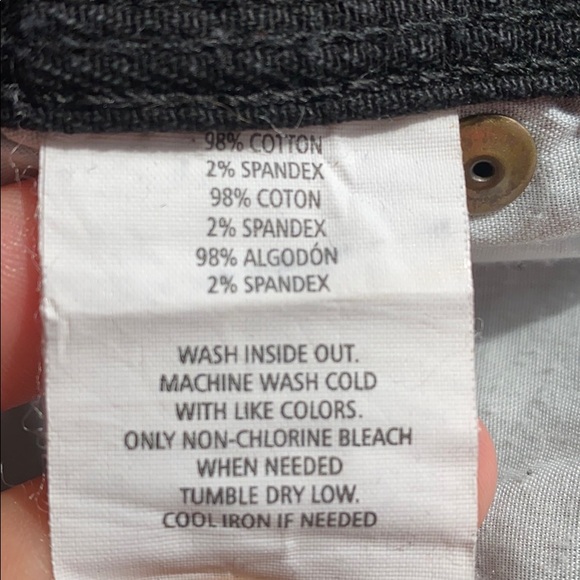 98% COTTON
2% SPANDEX
98% COTON
2% SPANDEX
98% ALGODÓN
2% SPANDEX
WASH INSIDE OUT.
MACHINE WASH COLD
WITH LIKE COLORS.
ONLY NON-CHLORINE BLEACH
WHEN NEEDED
TUMBLE DRY LOW.
COOL IRON IF NEEDED